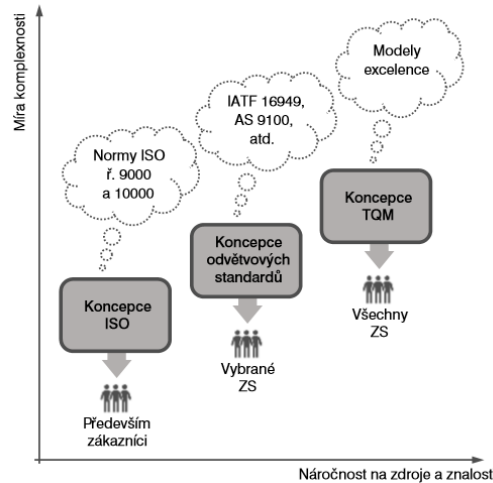 Míra komplexnosti
Modely
excelence
IATF 16949,
AS 9100,
atd.
Normy ISO
ř. 9000
a 10000
Koncepce
TQM
Koncepce
odvětvových
standardů
Koncepce
ISO
Všechny
ZS
Vybrané
ZS
Především
zákazníci
Náročnost na zdroje a znalost